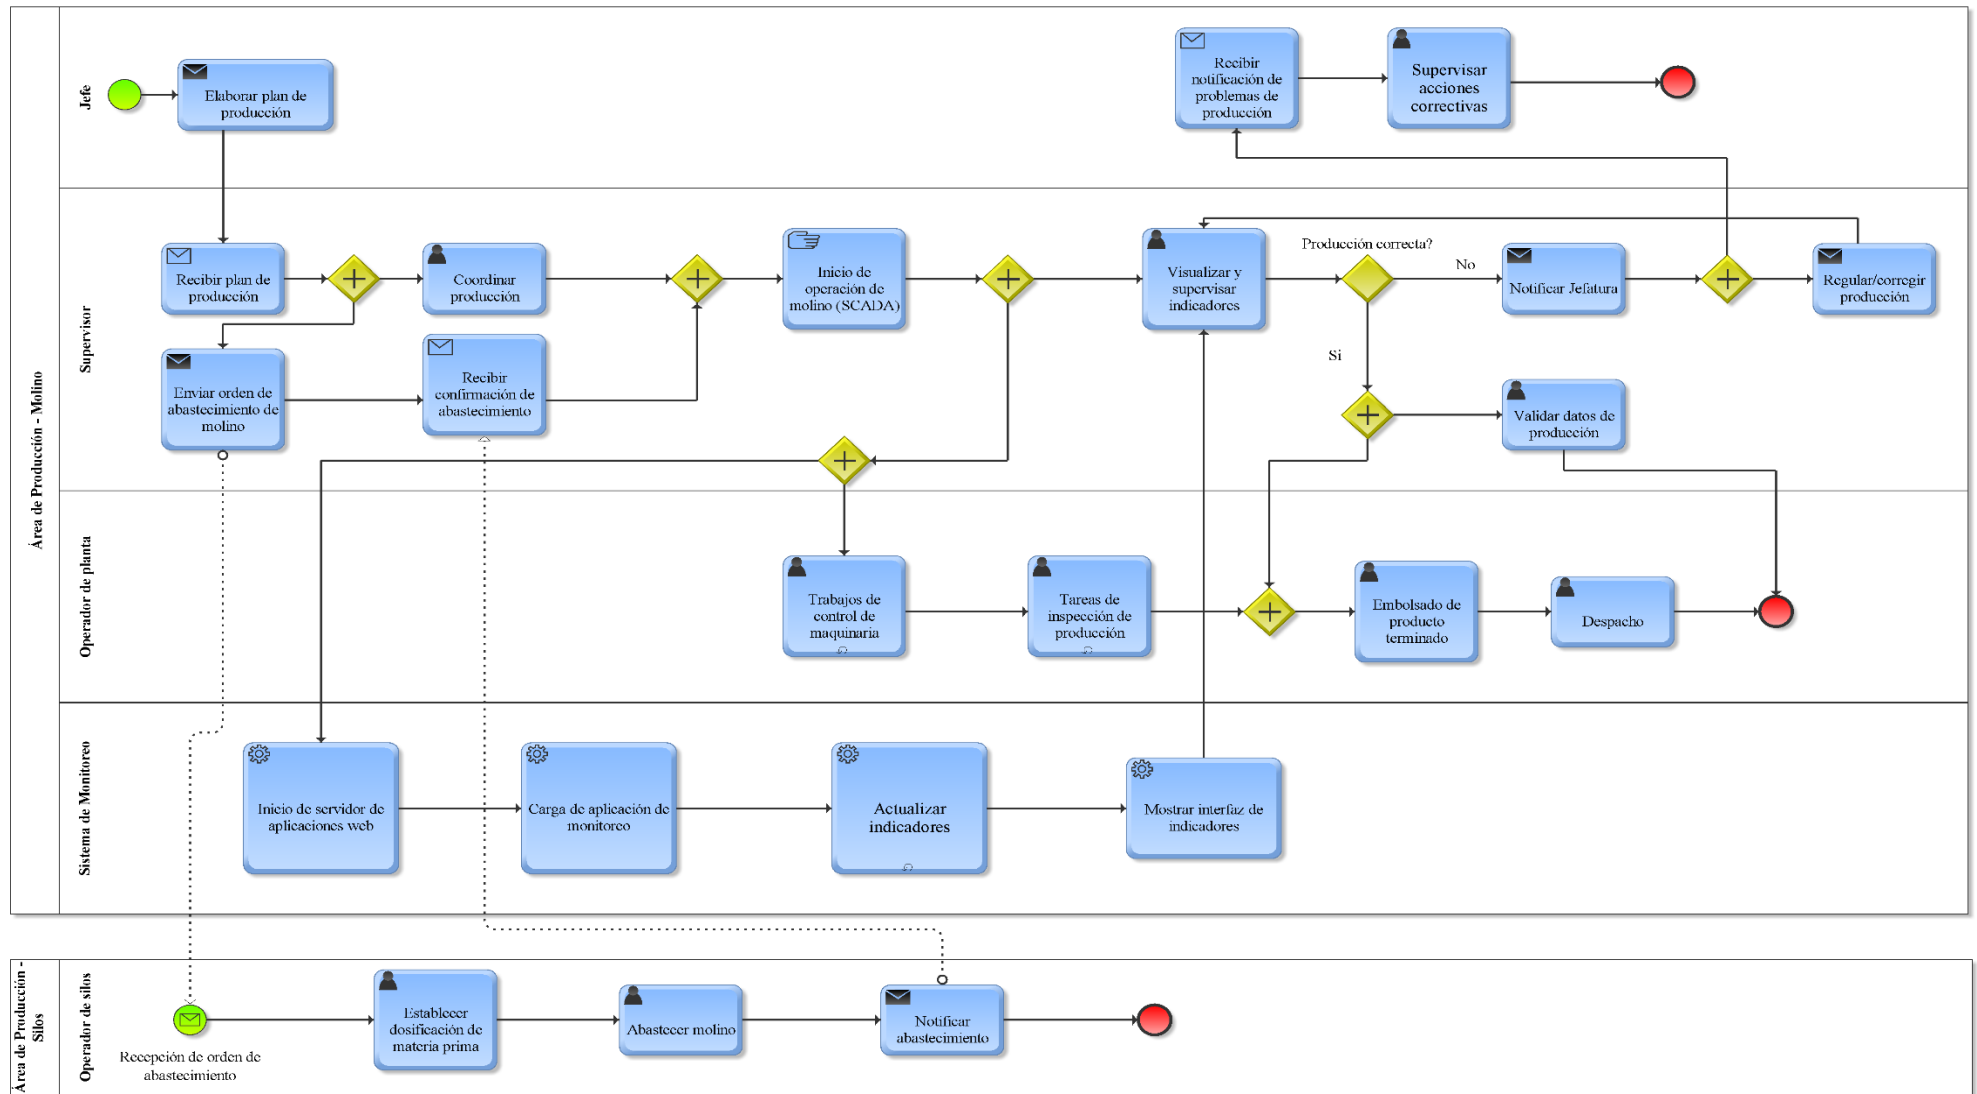 Área de Producción - Molino
Jefe
Elaborar plan de
producción
Recibir
notificación de
problemas de
producción
Supervisar
acciones
correctivas
Supervisor
Recibir plan de
producción
Coordinar
producción
Inicio de
operación de
molino (SCADA)
Visualizar y
supervisar
indicadores
Producción correcta?
No
Si
Notificar Jefatura
Regular/corregir
producción
Enviar orden de
abastecimiento de
molino
Recibir
confirmación de
abastecimiento
Validar datos de
producción
Operador de planta
Trabajos de
control de
maquinaria
Tareas de
inspección de
producción
Embolsado de
producto
terminado
Despacho
Sistema de Monitoreo
Inicio de servidor de
aplicaciones web
Carga de aplicación de
monitoreo
Actualizar
indicadores
Mostrar interfaz de
indicadores
Área de Producción -
Silos
Operador de silos
Recepción de orden de
abastecimiento
Establecer
dosificación de
materia prima
Abastecer molino
Notificar
abastecimiento